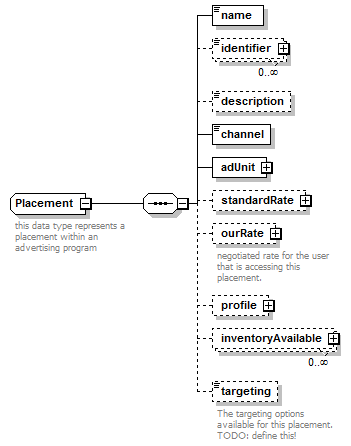 name
identifier
0..∞
description
channel
adUnit
Placement
this data type represents a
placement within an
advertising program
standardRate
ourRate
negotiated rate for the user
that is accessing this
placement.
profile
inventoryAvailable
0..∞
targeting
The targeting options
available for this placement.
TODO: define this!